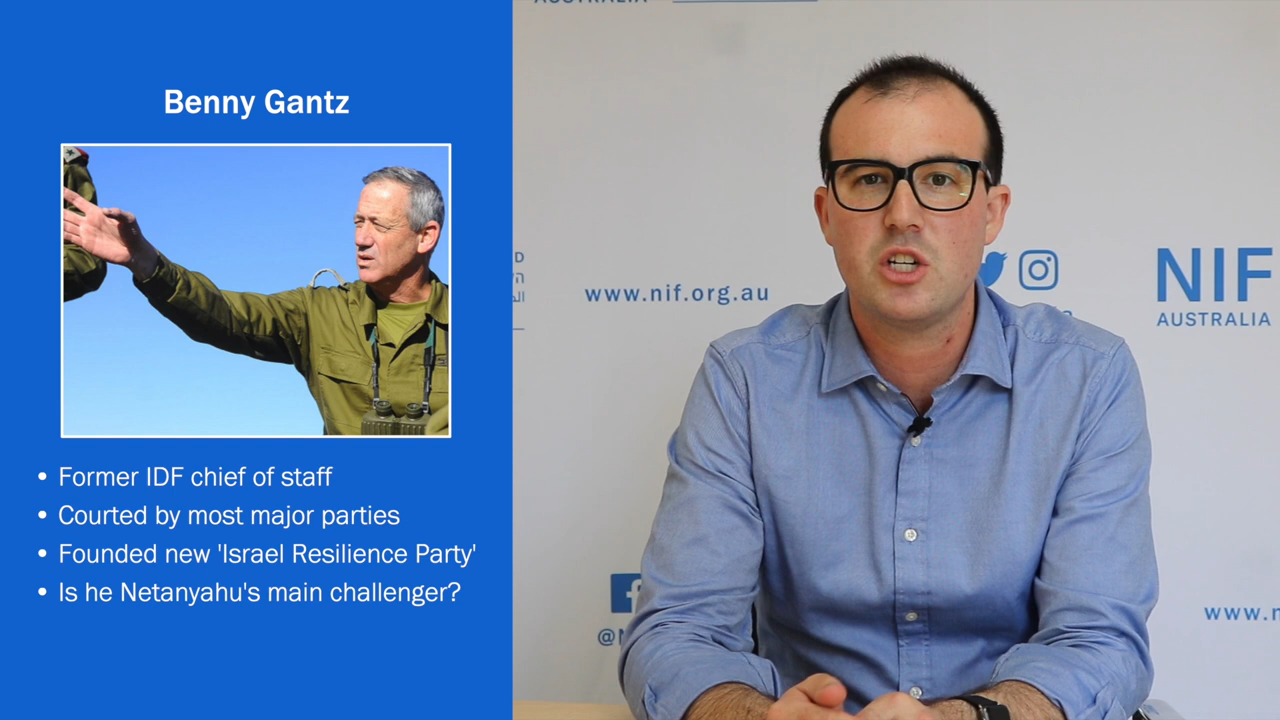 Benny Gantz
• Former IDF chief of staff
• Courted by most major parties
• Founded new 'Israel Resilience Party'
• Is he Netanyahu's main challenger?
AUSTRALIA
www.nif.org.au
NIF
AUSTRALIA